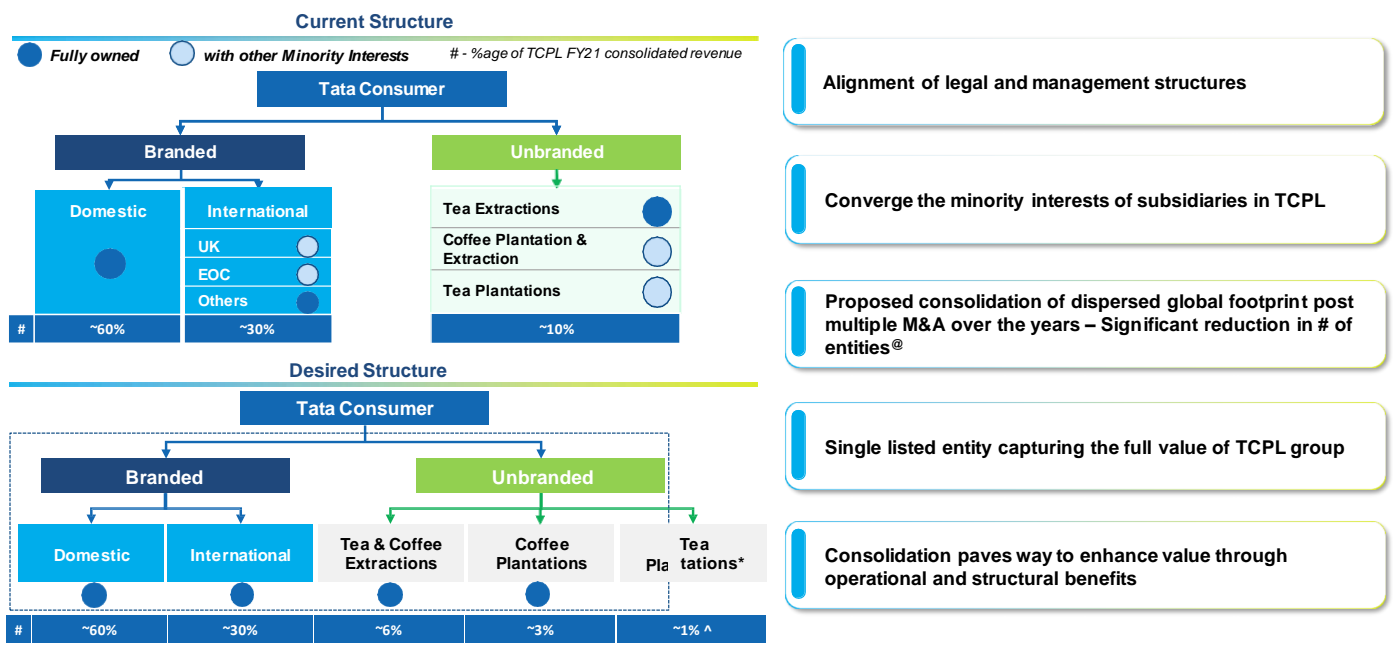 Current Structure
Fully owned
with other Minority Interests
# - %age of TCPL FY21 consolidated revenue
Tata Consumer
Branded
Unbranded
Domestic
International
UK
EOC
Others
Tea Extractions
Coffee Plantation &
Extraction
Tea Plantations
#
~60%
~30%
~10%
Desired Structure
Tata Consumer
Branded
Unbranded
Domestic
International
Tea & Coffee
Extractions
Coffee
Plantations
Tea
Pla tations*
#
~60%
~30%
~6%
~3%
~1% ^
Alignment of legal and management structures
Converge the minority interests of subsidiaries in TCPL
Proposed consolidation of dispersed global footprint post
multiple M&A over the years – Significant reduction in # of
entities@
Single listed entity capturing the full value of TCPL group
Consolidation paves way to enhance value through
operational and structural benefits